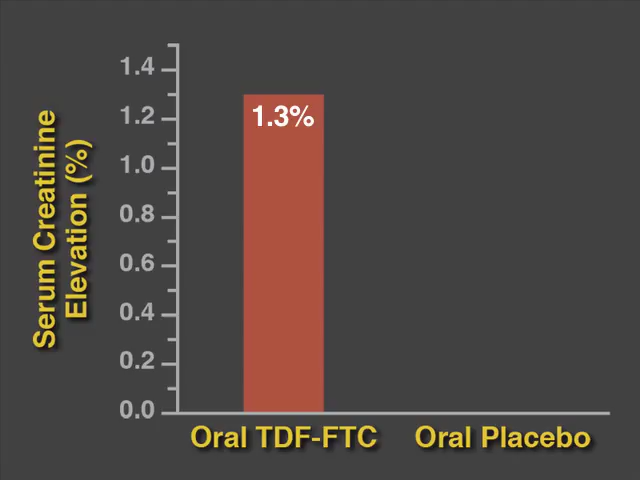 Serum Creatinine
Elevation (%)
1.4
1.2
1.0
0.8
0.6
0.4
0.2
0.0
1.3%
Oral TDF-FTC
Oral Placebo